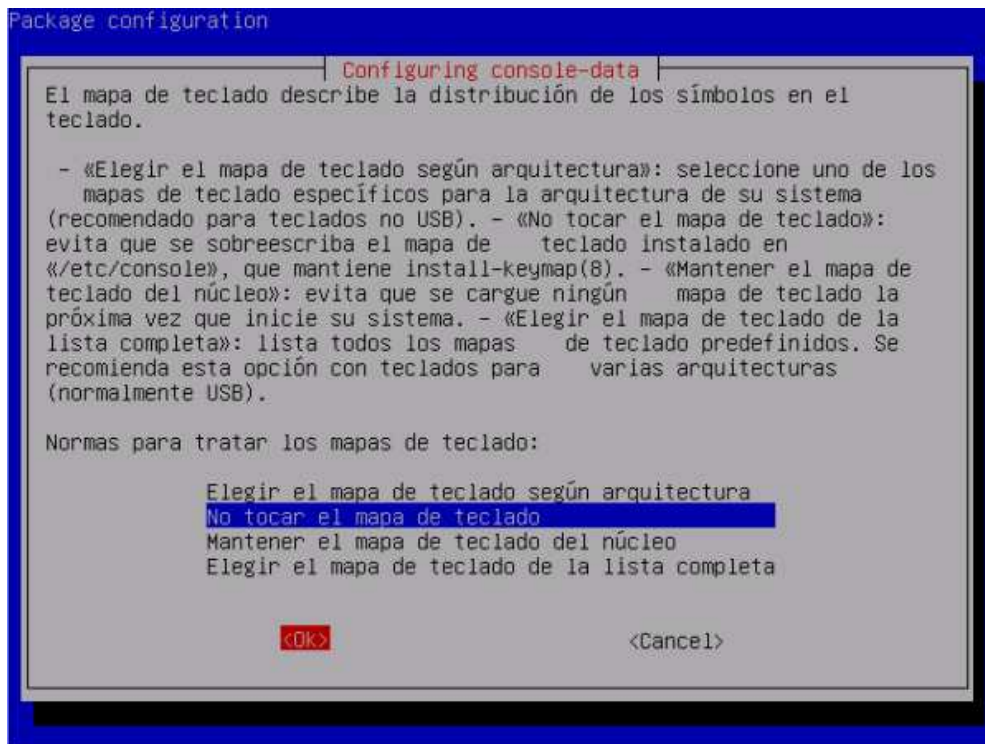 Package configuration
Configuring console-data
El mapa de teclado describe la distribución de los símbolos en el
teclado.
- «Elegir el mapa de teclado según arquitectura»: seleccione uno de los
mapas de teclado específicos para la arquitectura de su sistema
(recomendado para teclados no USB). - «No tocar el mapa de teclado»:
evita que se sobreescriba el mapa de teclado instalado en
«/etc/console», que mantiene install-keymap(8). - «Mantener el mapa de
teclado del núcleo»: evita que se cargue ningún mapa de teclado la
próxima vez que inicie su sistema. - «Elegir el mapa de teclado de la
lista completa»: lista todos los mapas de teclado predefinidos. Se
recomienda esta opción con teclados para varias arquitecturas
(normalmente USB).
Normas para tratar los mapas de teclado:
Elegir el mapa de teclado según arquitectura
No tocar el mapa de teclado
Mantener el mapa de teclado del núcleo
Elegir el mapa de teclado de la lista completa
<Ok> <Cancel>